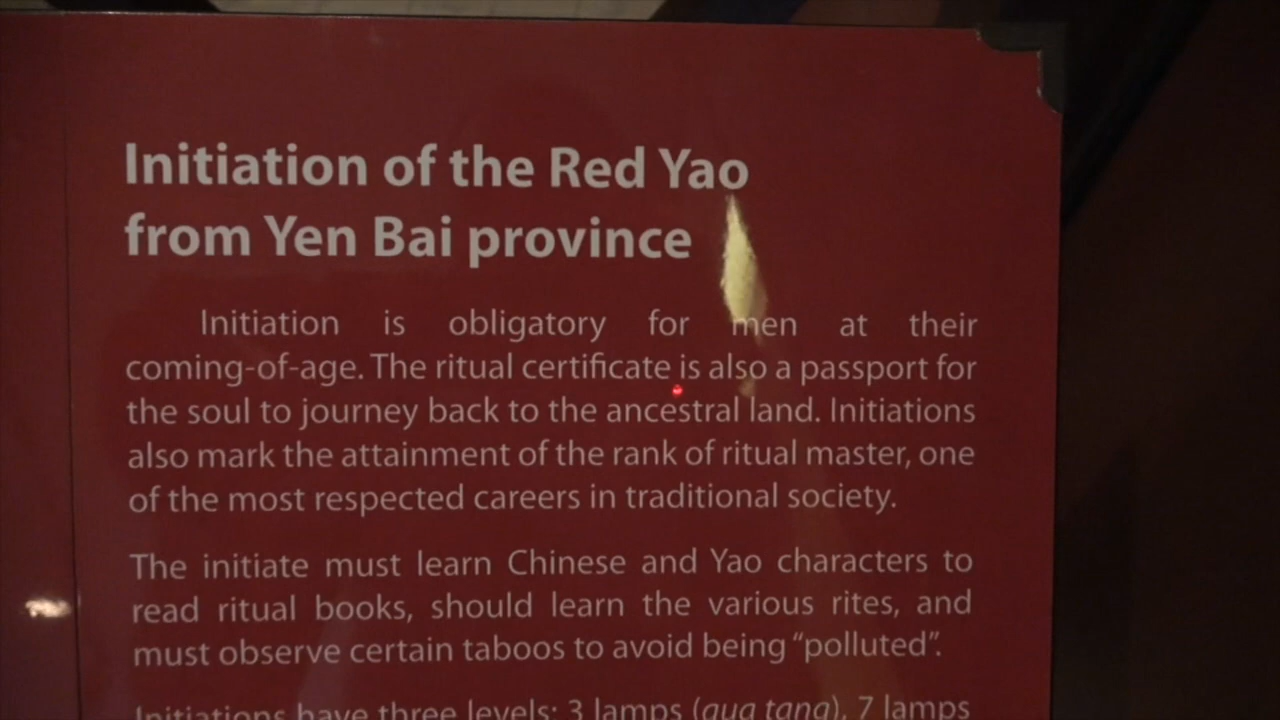 Initiation of the Red Yao
from Yen Bai province
Initiation is obligatory for men at their
coming-of-age. The ritual certificate is also a passport for
the soul to journey back to the ancestral land. Initiations
also mark the attainment of the rank of ritual master, one
of the most respected careers in traditional society.
The initiate must learn Chinese and Yao characters to
read ritual books, should learn the various rites, and
must observe certain taboos to avoid being “polluted”.
Initiations have three levels: 3 lamps (qua tang), 7 lamps